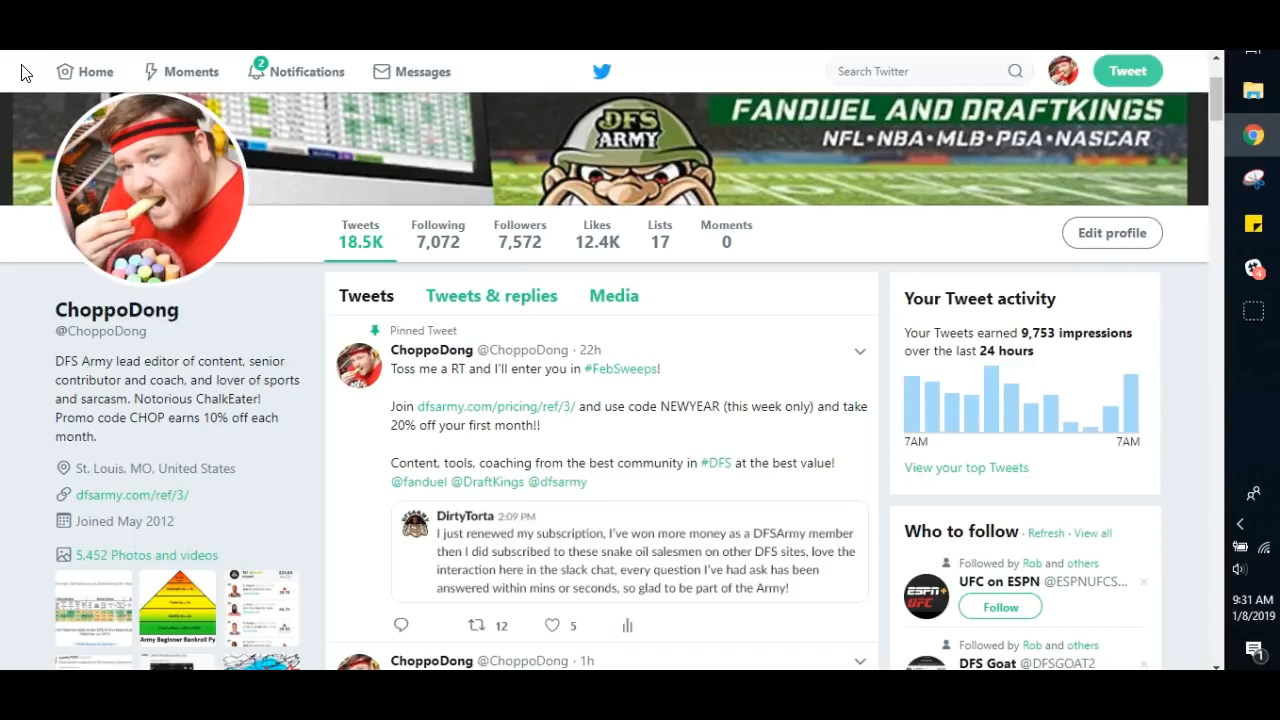 Home
Moments
2
Notifications
Messages
Search Twitter
Tweet
DFS
ARMY
FANDUEL AND DRAFTKINGS
NFL•NBA•MLB•PGA•NASCAR
Tweets
18.5K
Following
7,072
Followers
7,572
Likes
12.4K
Lists
17
Moments
0
Edit profile
ChoppoDong
@ChoppoDong
DFS Army lead editor of content, senior
contributor and coach, and lover of sports
and sarcasm. Notorious ChalkEater!
Promo code CHOP earns 10% off each
month.
St. Louis, MO, United States
dfsarmy.com/ref/3/
Joined May 2012
5,452 Photos and videos
Army Beginner Bankroll Py
Tweets
Tweets & replies
Media
Pinned Tweet
ChoppoDong @ChoppoDong · 22h
Toss me a RT and I'll enter you in #FebSweeps!
Join dfsarmy.com/pricing/ref/3/ and use code NEWYEAR (this week only) and take
20% off your first month!!
Content, tools, coaching from the best community in #DFS at the best value!
@fanduel @DraftKings @dfsarmy
DirtyTorta 2:09 PM
I just renewed my subscription, I've won more money as a DFSArmy member
then I did subscribed to these snake oil salesmen on other DFS sites, love the
interaction here in the slack chat, every question I've had ask has been
answered within mins or seconds, so glad to be part of the Army!
12
5
ChoppoDong @ChoppoDong · 1h
Your Tweet activity
Your Tweets earned 9,753 impressions
over the last 24 hours
7AM
7AM
View your top Tweets
Who to follow · Refresh · View all
Followed by Rob and others
UFC on ESPN @ESPNUFCS...
ESPN+
UFC
Follow
Followed by Rob and others
DFS Goat @DFSGOAT2
4
9:31 AM
1/8/2019
1